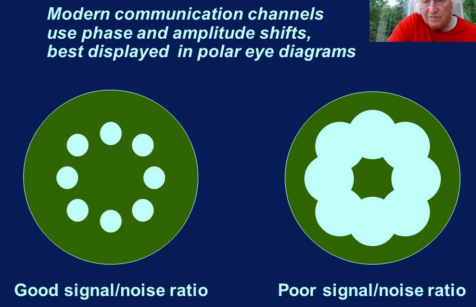 Modern communication channels
use phase and amplitude shifts,
best displayed in polar eye diagrams
Good signal/noise ratio
Poor signal/noise ratio